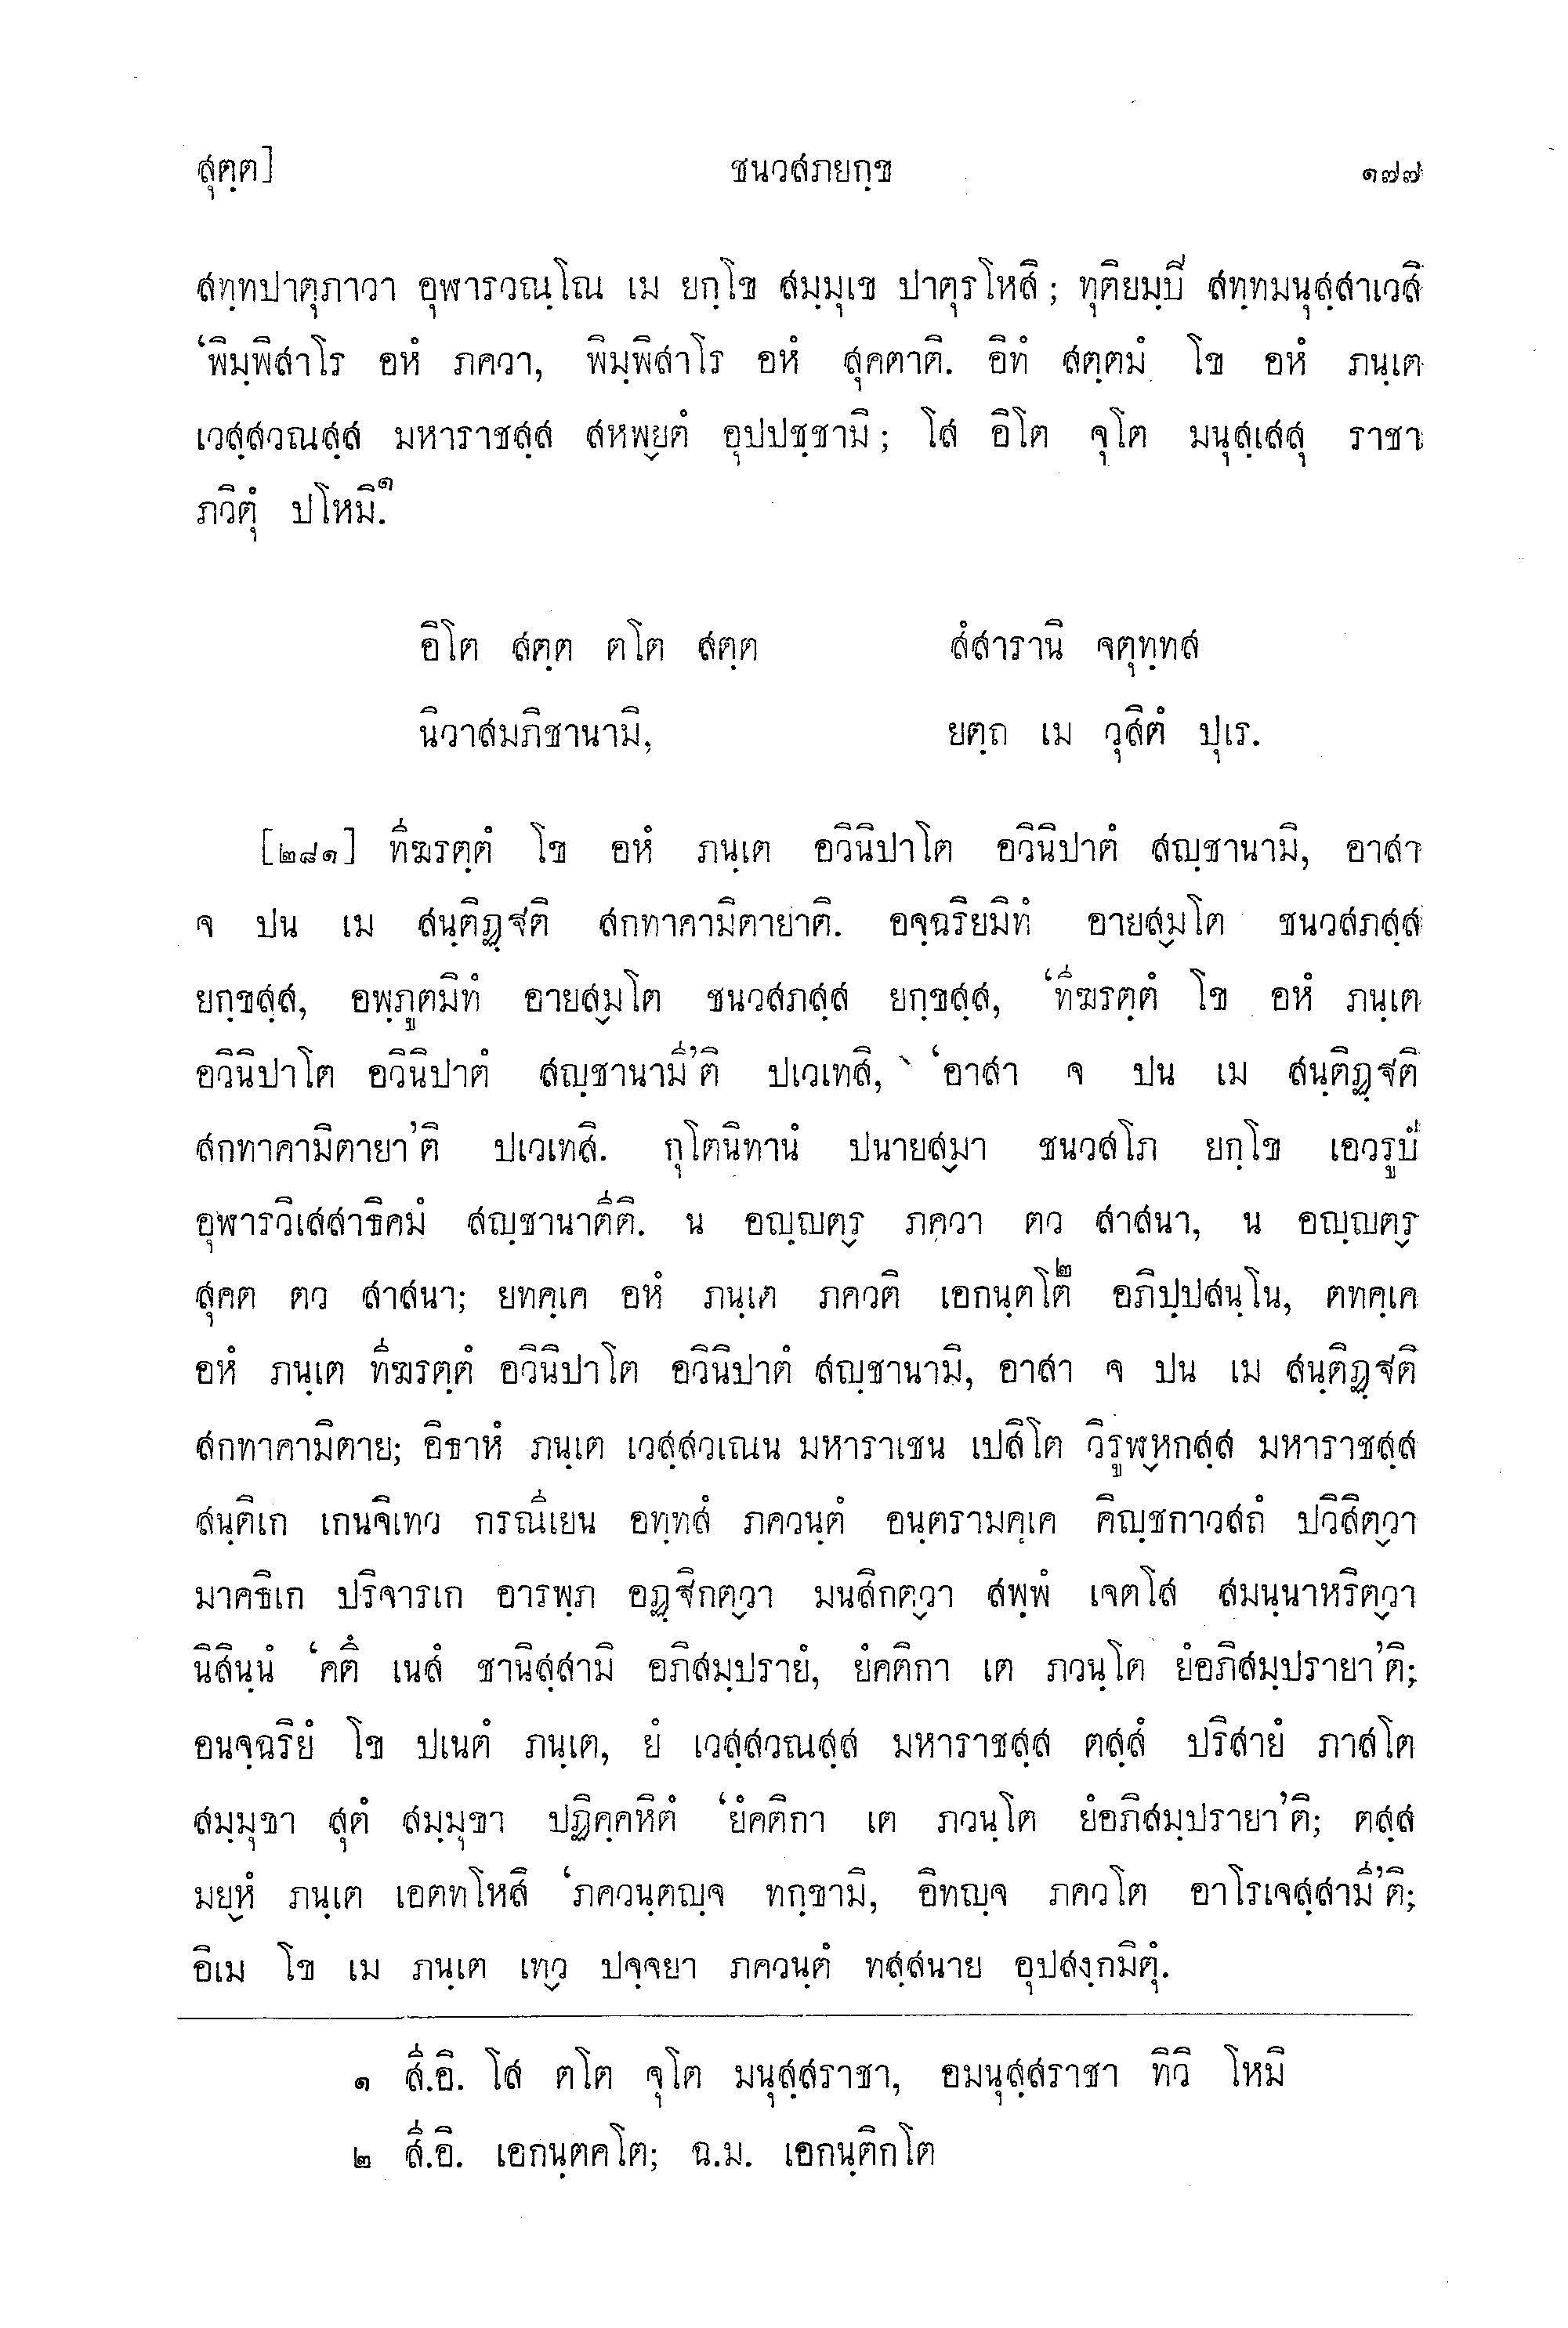 สุตฺต] ชนวสภยกฺข ๑๗๗
สทฺทปาตุภาวา อุฬารวณฺโณ เม ยกฺโข สมฺมุเข ปาตุรโหสิ; ทุติยมฺปิ สทฺทมนุสฺสาเวสิ
‘พิมฺพิสาโร อหํ ภควา, พิมฺพิสาโร อหํ สุคตาติ. อิทํ สตฺตมํ โข อหํ ภนฺเต
เวสฺสวณสฺส มหาราชสฺส สหพฺยตํ อุปปชฺชามิ; โส อิโต จุโต มนุสฺเสสุ ราชา
ภวิตุํ ปโหมิ.๑
อิโต สตฺต ตโต สตฺต สํสารานิ จตุทฺทส
นิวาสมภิชานามิ, ยตฺถ เม วุสิตํ ปุเร.
[๒๘๑] ทีฆรตฺตํ โข อหํ ภนฺเต อวินิปาโต อวินิปาตํ สญฺชานามิ, อาสา
จ ปน เม สนฺติฏฺฐติ สกทาคามิตายาติ. อจฺฉริยมิทํ อายสฺมโต ชนวสภสฺส
ยกฺขสฺส, อพฺภูตมิทํ อายสฺมโต ชนวสภสฺส ยกฺขสฺส, ‘ทีฆรตฺตํ โข อหํ ภนฺเต
อวินิปาโต อวินิปาตํ สญฺชานามี’ติ ปเวเทสิ, ‘อาสา จ ปน เม สนฺติฏฺฐติ
สกทาคามิตายา’ติ ปเวเทสิ. กุโตนิทานํ ปนายสฺมา ชนวสโภ ยกฺโข เอวรูปํ
อุฬารวิเสสาธิคมํ สญฺชานาตีติ. น อญฺญตฺร ภควา ตว สาสนา, น อญฺญตฺร
สุคต ตว สาสนา; ยทคฺเค อหํ ภนฺเต ภควติ เอกนฺตโต๒ อภิปฺปสนฺโน, ตทคฺเค
อหํ ภนฺเต ทีฆรตฺตํ อวินิปาโต อวินิปาตํ สญฺชานามิ, อาสา จ ปน เม สนฺติฏฺฐติ
สกทาคามิตาย; อิธาหํ ภนฺเต เวสฺสวเณน มหาราเชน เปสิโต วิรูฬฺหกสฺส มหาราชสฺส
สนฺติเก เกนจิเทว กรณีเยน อทฺทสํ ภควนฺตํ อนฺตรามคฺเค คิญฺชกาวสถํ ปวิสิตฺวา
มาคธิเก ปริจารเก อารพฺภ อฏฺฐิกตฺวา มนสิกตฺวา สพฺพํ เจตโส สมนฺนาหริตฺวา
นิสินฺนํ ‘คตึ เนสํ ชานิสฺสามิ อภิสมฺปรายํ, ยํคติกา เต ภวนฺโต ยํอภิสมฺปรายา’ติ;
อนจฺฉริยํ โข ปเนตํ ภนฺเต, ยํ เวสฺสวณสฺส มหาราชสฺส ตสฺสํ ปริสายํ ภาสโต
สมฺมุขา สุตํ สมฺมุขา ปฏิคฺคหิตํ ‘ยํคติกา เต ภวนฺโต ยํอภิสมฺปรายา’ติ; ตสฺส
มยฺหํ ภนฺเต เอตทโหสิ ‘ภควนฺตญฺจ ทกฺขามิ, อิทญฺจ ภควโต อาโรเจสฺสามี’ติ;
อิเม โข เม ภนฺเต เทฺว ปจฺจยา ภควนฺตํ ทสฺสนาย อุปสงฺกมิตุํ.
๑ สี.อิ. โส ตโต จุโต มนุสฺสราชา, อมนุสฺสราชา ทิวิ โหมิ
๒ สี.อิ. เอกนฺตคโต; ฉ.ม. เอกนฺติกโต